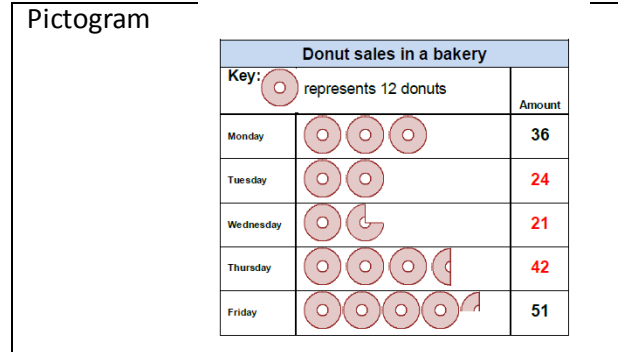 Pictogram
Donut sales in a bakery
Key: represents 12 donuts
Amount
Monday 36
Tuesday 24
Wednesday 21
Thursday 42
Friday 51